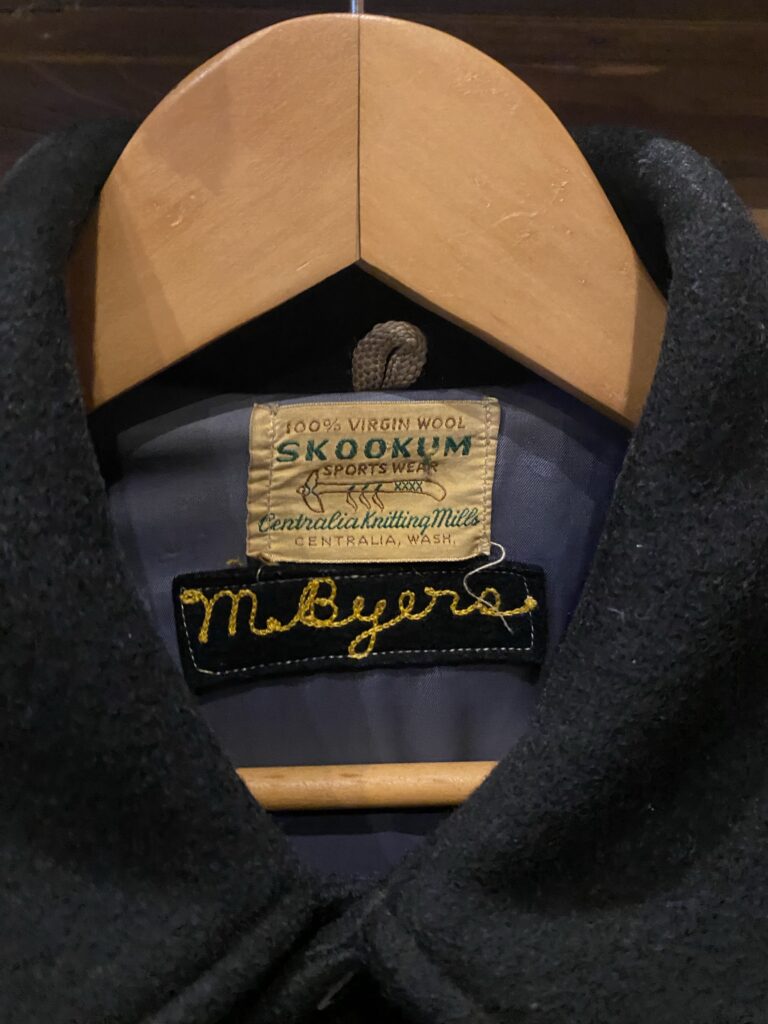 100% VIRGIN WOOL
SKOOKUM
SPORTS WEAR
Centralia Knitting Mills
CENTRALIA, WASH.
M. Byers